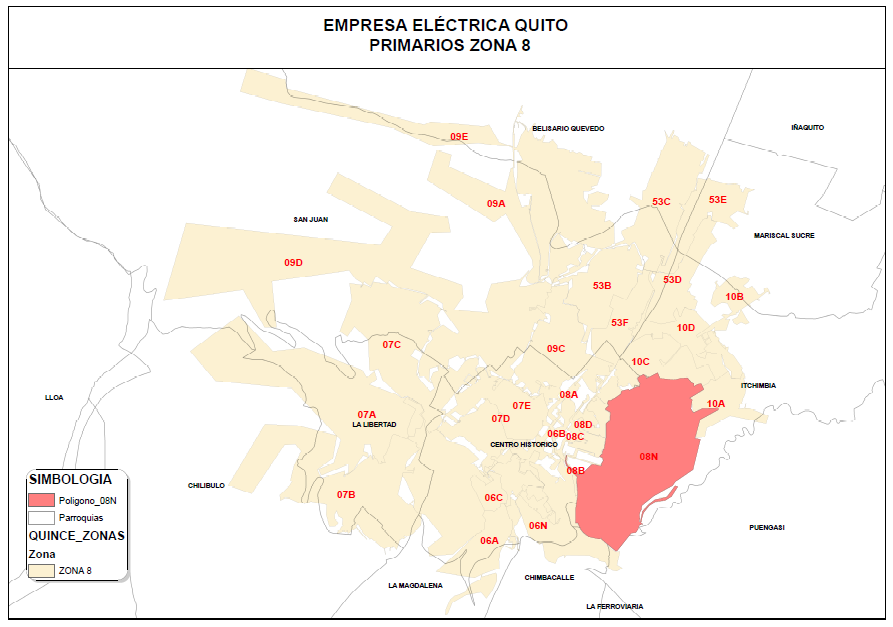 EMPRESA ELÉCTRICA QUITO
PRIMARIOS ZONA 8
BELISARIO QUEVEDO
IÑAQUITO
09E
09A
53C
53E
SAN JUAN
MARISCAL SUCRE
09D
53B
53D
10B
53F
10D
07C
09C
10C
ITCHIMBIA
LLOA
08A
10A
07E
07A
07D
LA LIBERTAD
08D
06B
08C
CENTRO HISTORICO
08N
08B
CHILIBULO
07B
06C
06N
PUENGASI
06A
CHIMBACALLE
LA MAGDALENA
LA FERROVIARIA
SIMBOLOGIA
Poligono_08N
Parroquias
QUINCE_ZONAS
Zona
ZONA 8